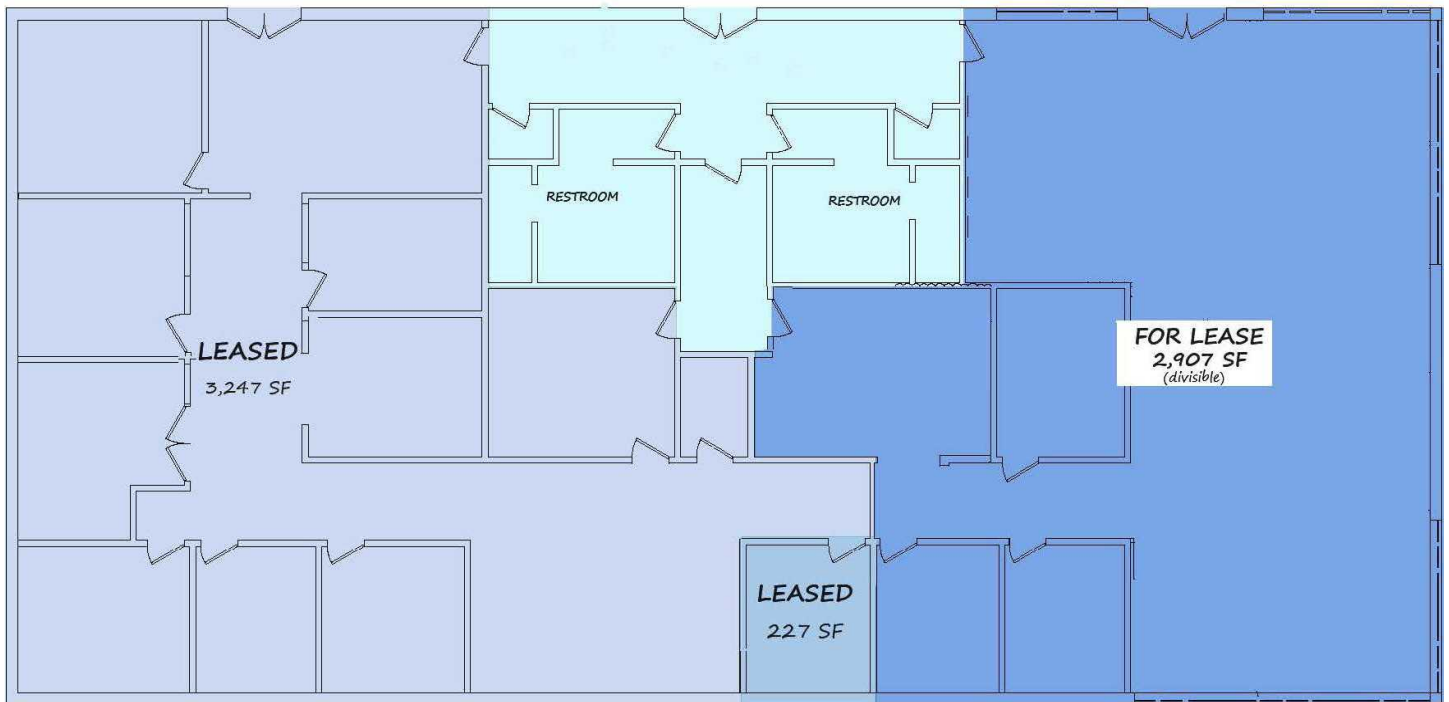 RESTROOM
RESTROOM
LEASED
3,247 SF
FOR LEASE
2,907 SF
(divisible)
LEASED
227 SF